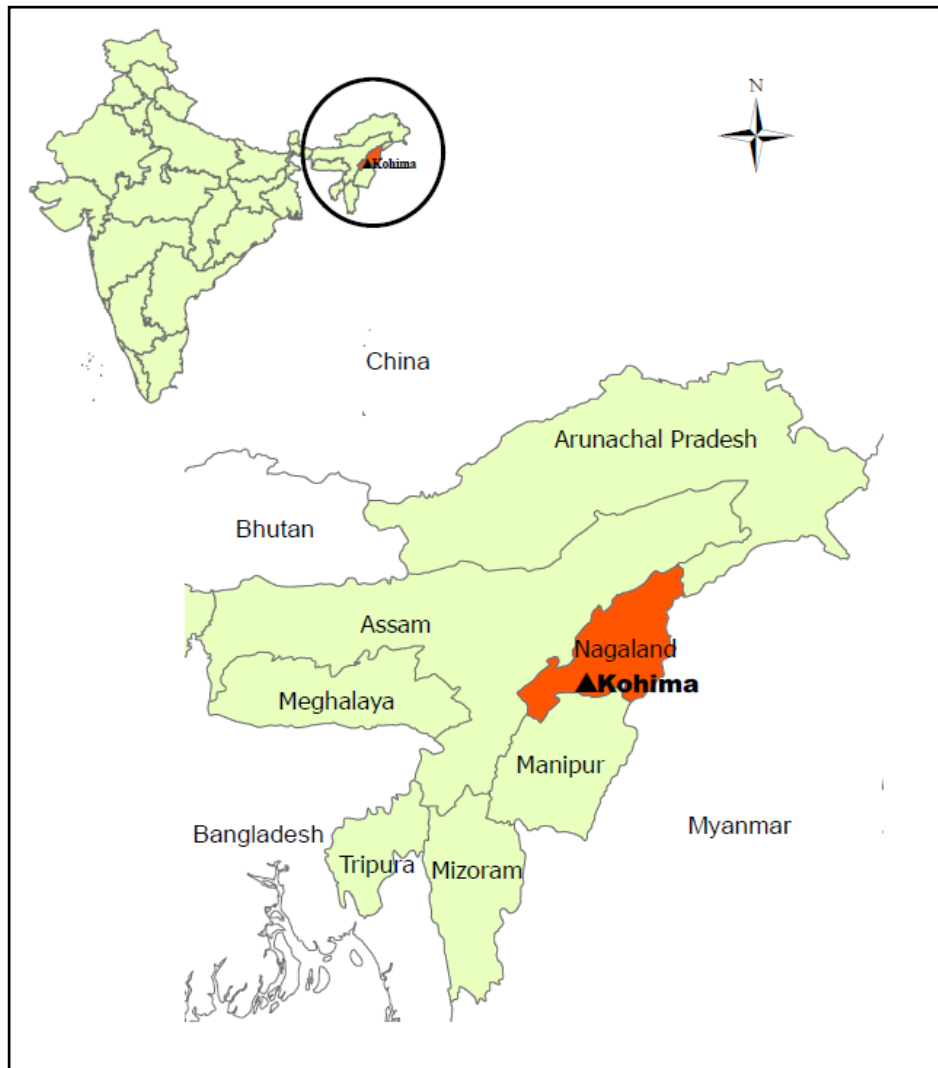 N
Kohima
China
Arunachal Pradesh
Bhutan
Assam
Nagaland
Kohima
Meghalaya
Manipur
Bangladesh
Myanmar
Tripura
Mizoram